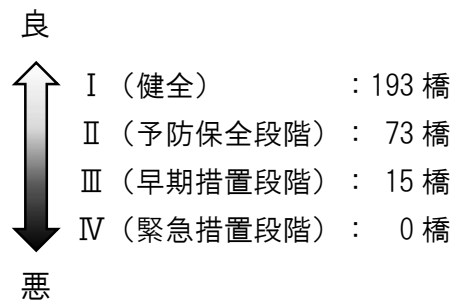 良
Ⅰ（健全）　　　　：193 橋
Ⅱ（予防保全段階）： 73 橋
Ⅲ（早期措置段階）： 15 橋
Ⅳ（緊急措置段階）：  0 橋
悪